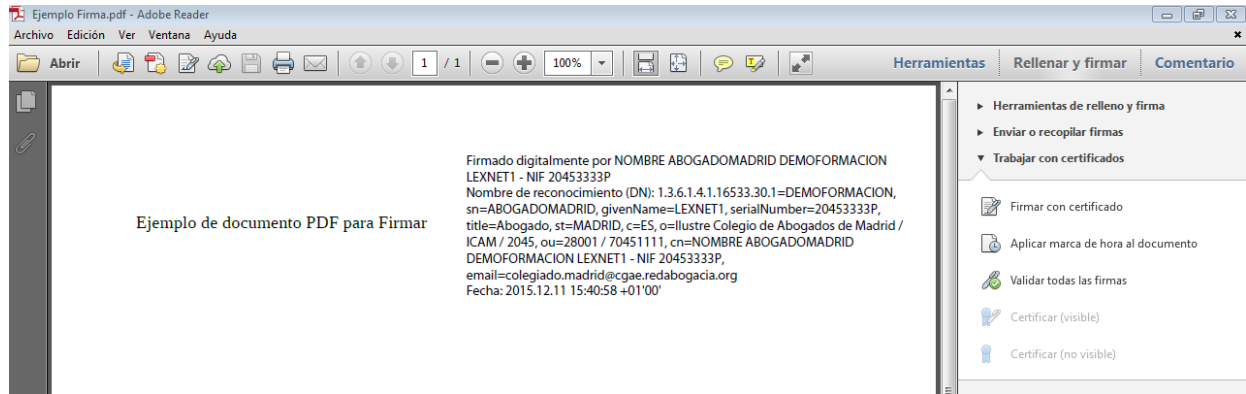 Ejemplo Firma.pdf - Adobe Reader
Archivo Edición Ver Ventana Ayuda
Abrir 1 / 1 100% Herramientas Rellenar y firmar Comentario
Herramientas de relleno y firma
Enviar o recopilar firmas
Trabajar con certificados
Firmar con certificado
Aplicar marca de hora al documento
Validar todas las firmas
Certificar (visible)
Certificar (no visible)
Ejemplo de documento PDF para Firmar
Firmado digitalmente por NOMBRE ABOGADOMADRID DEMOFORMACION
LEXNET1 - NIF 20453333P
Nombre de reconocimiento (DN): 1.3.6.1.4.1.16533.30.1=DEMOFORMACION,
sn=ABOGADOMADRID, givenName=LEXNET1, serialNumber=20453333P,
title=Abogado, st=MADRID, c=ES, o=Ilustre Colegio de Abogados de Madrid /
ICAM / 2045, ou=28001 / 70451111, cn=NOMBRE ABOGADOMADRID
DEMOFORMACION LEXNET1 - NIF 20453333P,
email=colegiado.madrid@cgae.redabogacia.org
Fecha: 2015.12.11 15:40:58 +01'00'